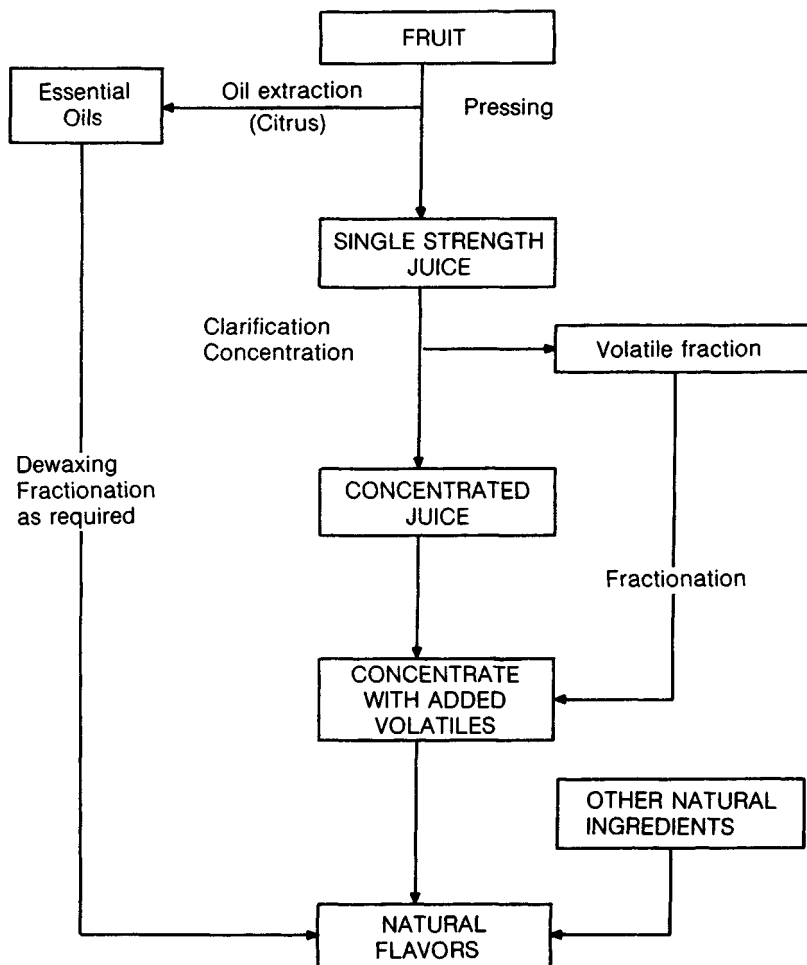 FRUIT
Essential
Oils
Oil extraction
(Citrus)
Pressing
SINGLE STRENGTH
JUICE
Clarification
Concentration
Volatile fraction
Dewaxing
Fractionation
as required
CONCENTRATED
JUICE
Fractionation
CONCENTRATE
WITH ADDED
VOLATILES
OTHER NATURAL
INGREDIENTS
NATURAL
FLAVORS